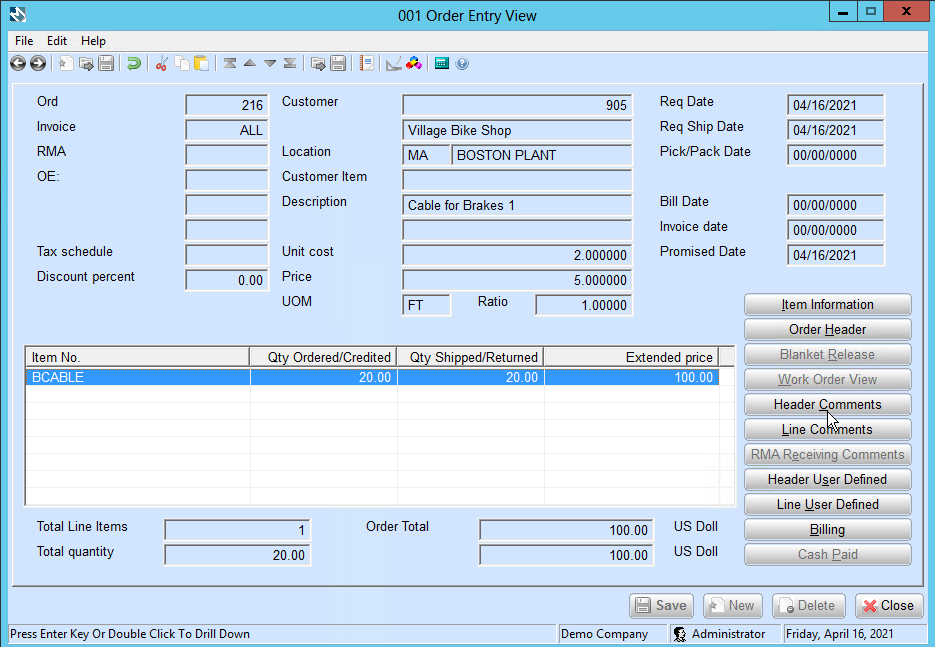 001 Order Entry View
File Edit Help
Ord 216 Customer 905 Req Date 04/16/2021
Invoice ALL Village Bike Shop Req Ship Date 04/16/2021
RMA Location MA BOSTON PLANT Pick/Pack Date 00/00/0000
OE: Customer Item
Description Cable for Brakes 1 Bill Date 00/00/0000
Invoice date 00/00/0000
Tax schedule Unit cost 2.000000 Promised Date 04/16/2021
Discount percent 0.00 Price 5.000000
UOM FT Ratio 1.00000
Item Information
Order Header
Blanket Release
Work Order View
Header Comments
Line Comments
RMA Receiving Comments
Header User Defined
Line User Defined
Billing
Cash Paid
Item No. Qty Ordered/Credited Qty Shipped/Returned Extended price
BCABLE 20.00 20.00 100.00
Total Line Items 1 Order Total 100.00 US Doll
Total quantity 20.00 100.00 US Doll
Save New Delete Close
Press Enter Key Or Double Click To Drill Down Demo Company Administrator Friday, April 16, 2021